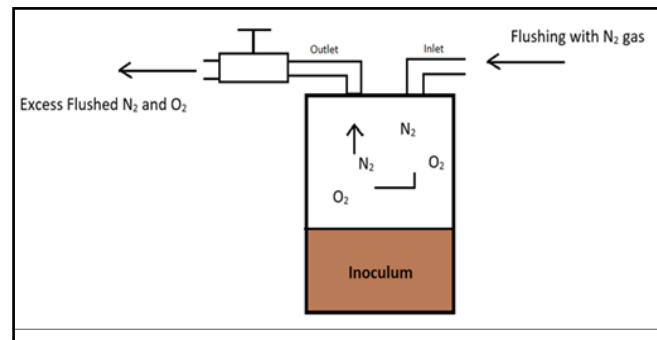 Outlet
Inlet
Flushing with N₂ gas
Excess Flushed N₂ and O₂
N₂
N₂
O₂
O₂
Inoculum